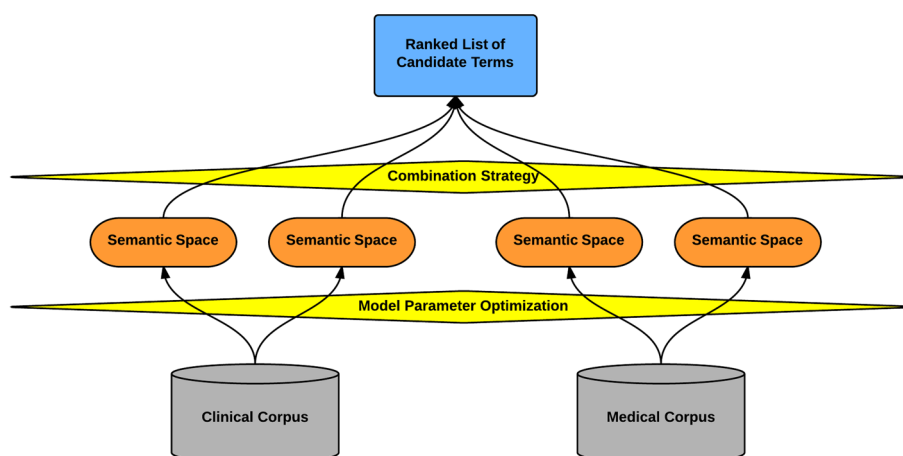 Ranked List of
Candidate Terms
Combination Strategy
Semantic Space
Semantic Space
Semantic Space
Semantic Space
Model Parameter Optimization
Clinical Corpus
Medical Corpus